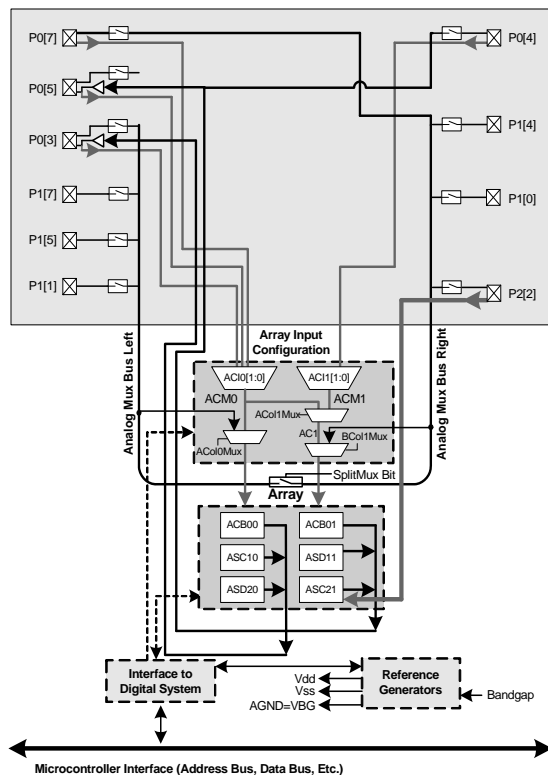 P0[7]
P0[4]
P0[5]
P0[3]
P1[4]
P1[7]
P1[0]
P1[5]
P1[1]
P2[2]
Array Input
Configuration
Analog Mux Bus Left
Analog Mux Bus Right
ACI0[1:0]
ACI1[1:0]
ACM0
ACM1
ACol1Mux
AC1
BCol1Mux
ACol0Mux
SplitMux Bit
Array
ACB00
ACB01
ASC10
ASD11
ASD20
ASC21
Interface to
Digital System
Vdd
Vss
AGND=VBG
Reference
Generators
Bandgap
Microcontroller Interface (Address Bus, Data Bus, Etc.)